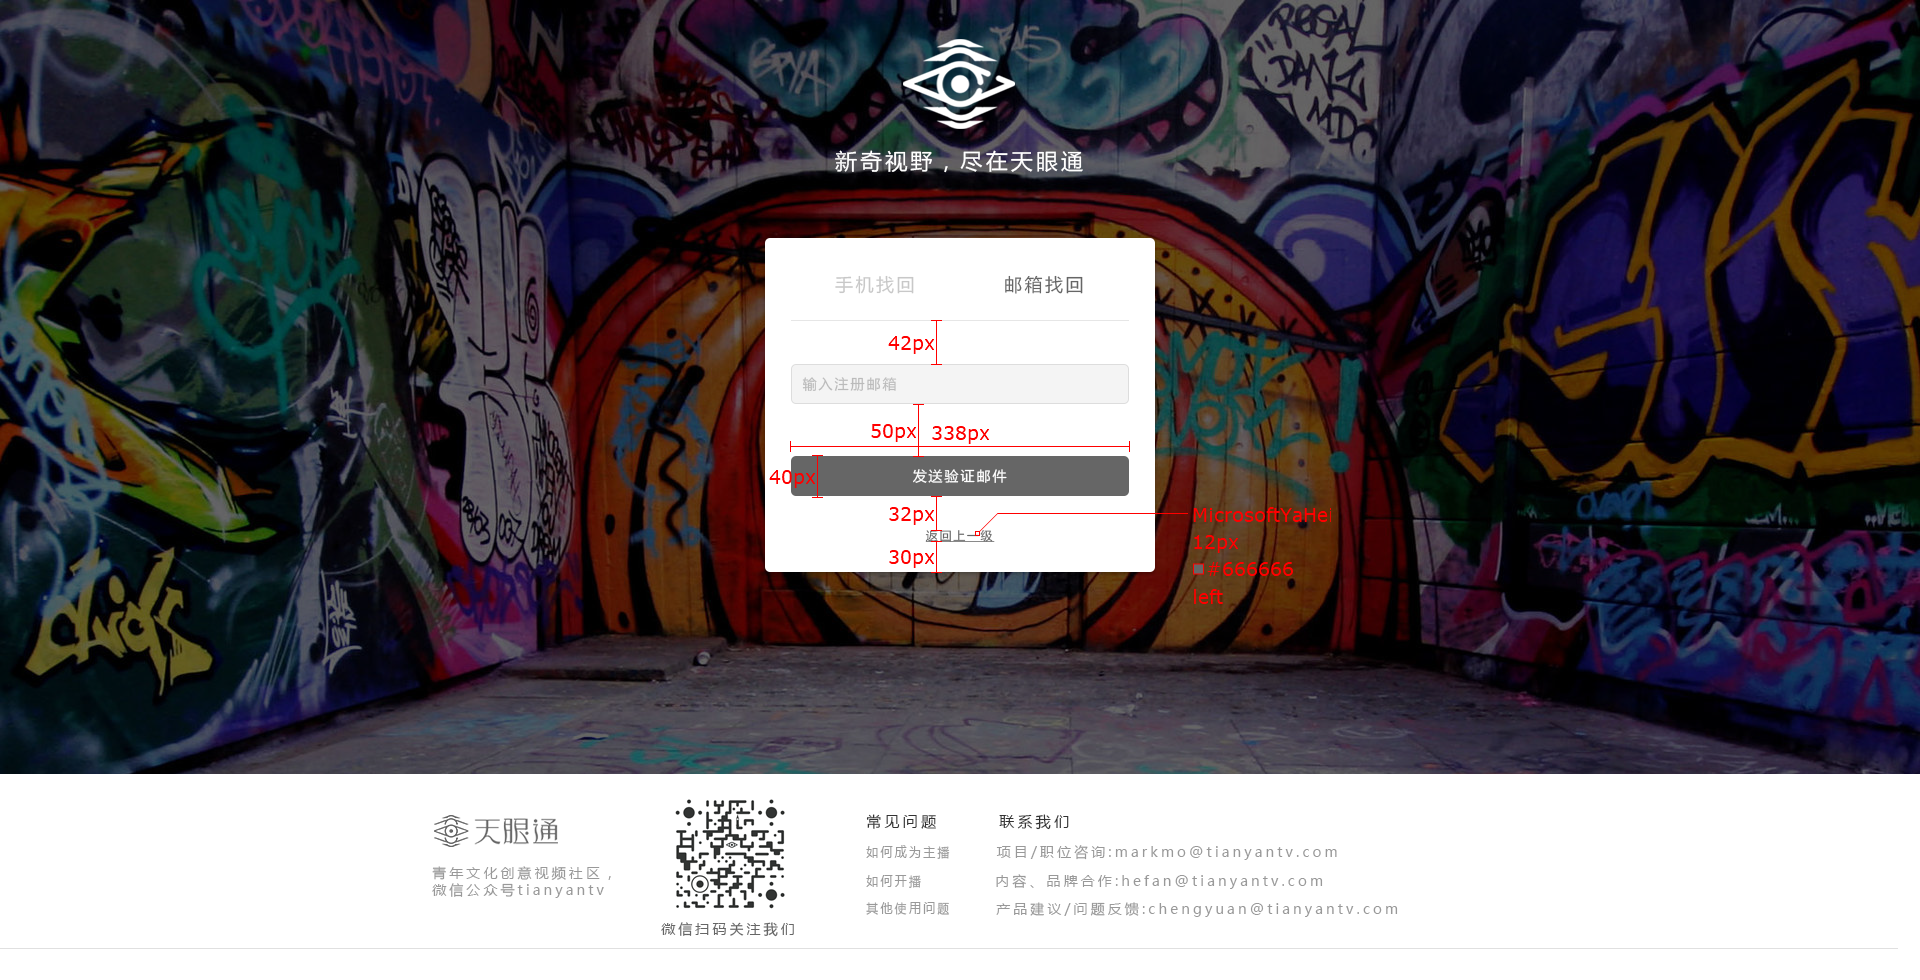 新奇视野，尽在天眼通
手机找回
邮箱找回
42px
输入注册邮箱
50px
338px
40px
发送验证邮件
32px
返回上一级
30px
MicrosoftYaHei
12px
#666666
left
天眼通
青年文化创意视频社区，
微信公众号tianyantv
微信扫码关注我们
常见问题
如何成为主播
如何开播
其他使用问题
联系我们
项目/职位咨询:markmo@tianyantv.com
内容、品牌合作:hefan@tianyantv.com
产品建议/问题反馈:chengyuan@tianyantv.com